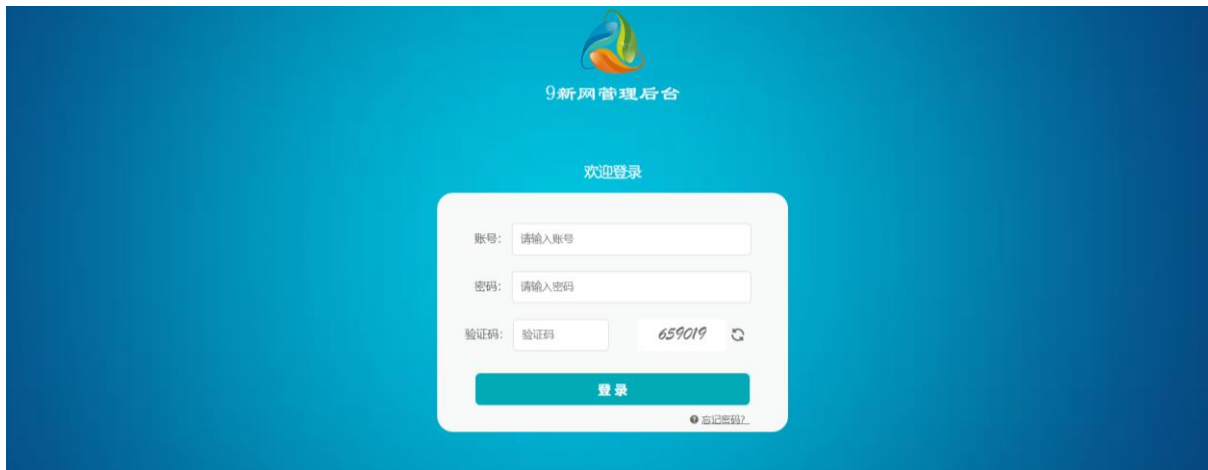 9新网管理后台
欢迎登录
账号： 请输入账号
密码： 请输入密码
验证码： 验证码 659019
登 录
忘记密码？